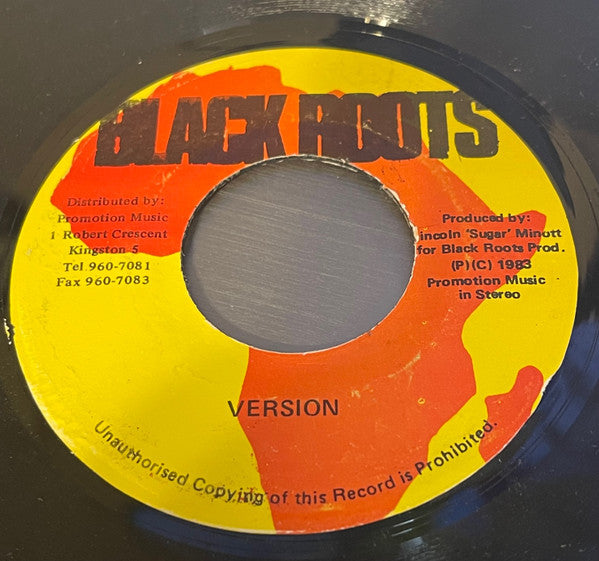 BLACK ROOTS
Distributed by:
Promotion Music
1 Robert Crescent
Kingston 5
Tel 960-7081
Fax 960-7083
Produced by:
incoln 'Sugar' Minott
for Black Roots Prod.
(P)(C) 1983
Promotion Music
in Stereo
VERSION
Unauthorised Copying of this Record is Prohibited.